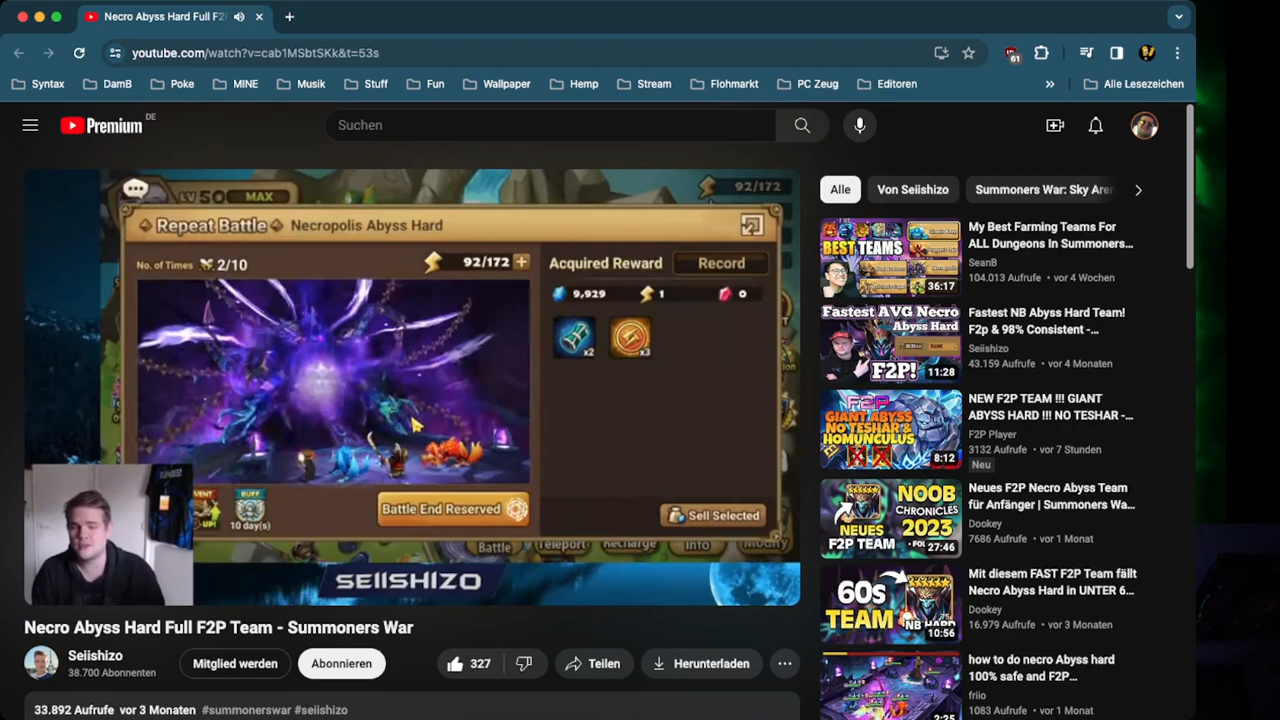 Necro Abyss Hard Full F2P
youtube.com/watch?v=cab1MSbtSKk&t=53s
61
Syntax DamB Poke MINE Musik Stuff Fun Wallpaper Hemp Stream Flohmarkt PC Zeug Editoren » Alle Lesezeichen
Premium DE
Suchen
LV 50 MAX
92/172
Repeat Battle Necropolis Abyss Hard
No. of Times 2/10
92/172
Acquired Reward Record
9,929 1 0
x2 x3
EVENT
UP!
BUFF
10 day(s)
Battle End Reserved
Sell Selected
Battle Teleport Recharge Info Modify
SEIISHIZO
Necro Abyss Hard Full F2P Team - Summoners War
Seiishizo
38.700 Abonnenten
Mitglied werden
Abonnieren
327
Teilen
Herunterladen
33.892 Aufrufe vor 3 Monaten #summonerswar #seiishizo
Alle Von Seiishizo Summoners War: Sky Aren
BEST TEAMS
36:17
My Best Farming Teams For
ALL Dungeons In Summoners...
SeanB
104.013 Aufrufe • vor 4 Wochen
Fastest AVG Necro
Abyss Hard
F2P!
11:28
Fastest NB Abyss Hard Team!
F2p & 98% Consistent -...
Seiishizo
43.159 Aufrufe • vor 4 Monaten
F2P
GIANT ABYSS
NO TESHAR &
HOMUNCULUS
8:12
NEW F2P TEAM !!! GIANT
ABYSS HARD !!! NO TESHAR -...
F2P Player
3132 Aufrufe • vor 7 Stunden
Neu
NOOB
CHRONICLES
2023
NEUES
F2P TEAM
27:46
Neues F2P Necro Abyss Team
für Anfänger | Summoners Wa...
Dookey
7686 Aufrufe • vor 1 Monat
60s
TEAM
NB HARD
10:56
Mit diesem FAST F2P Team fällt
Necro Abyss Hard in UNTER 6...
Dookey
16.979 Aufrufe • vor 3 Monaten
2:25
how to do necro Abyss hard
100% safe and F2P...
friio
1083 Aufrufe • vor 1 Monat